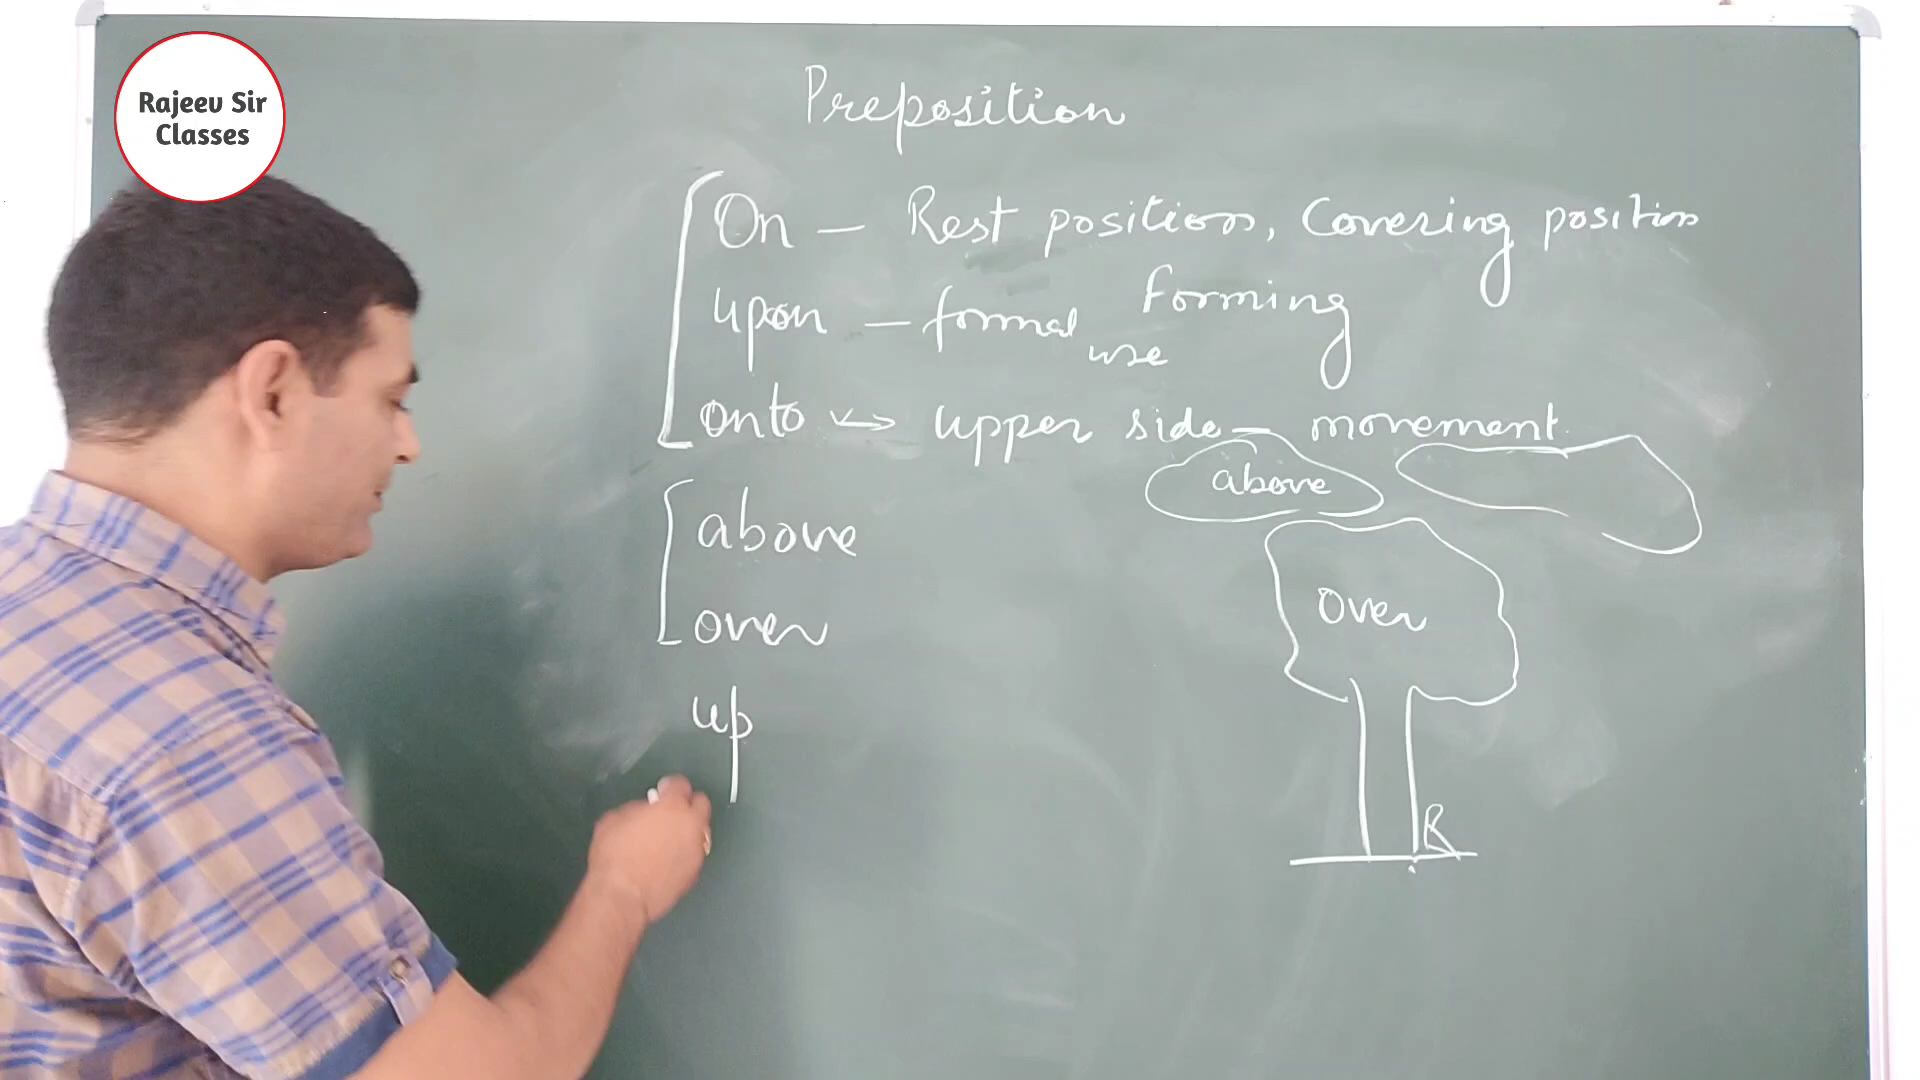 Rajeev Sir
Classes
Preposition
On — Rest position, Covering position
upon — formal use Forming
onto ↔ upper side — movement.
above
over
up
above
over
R